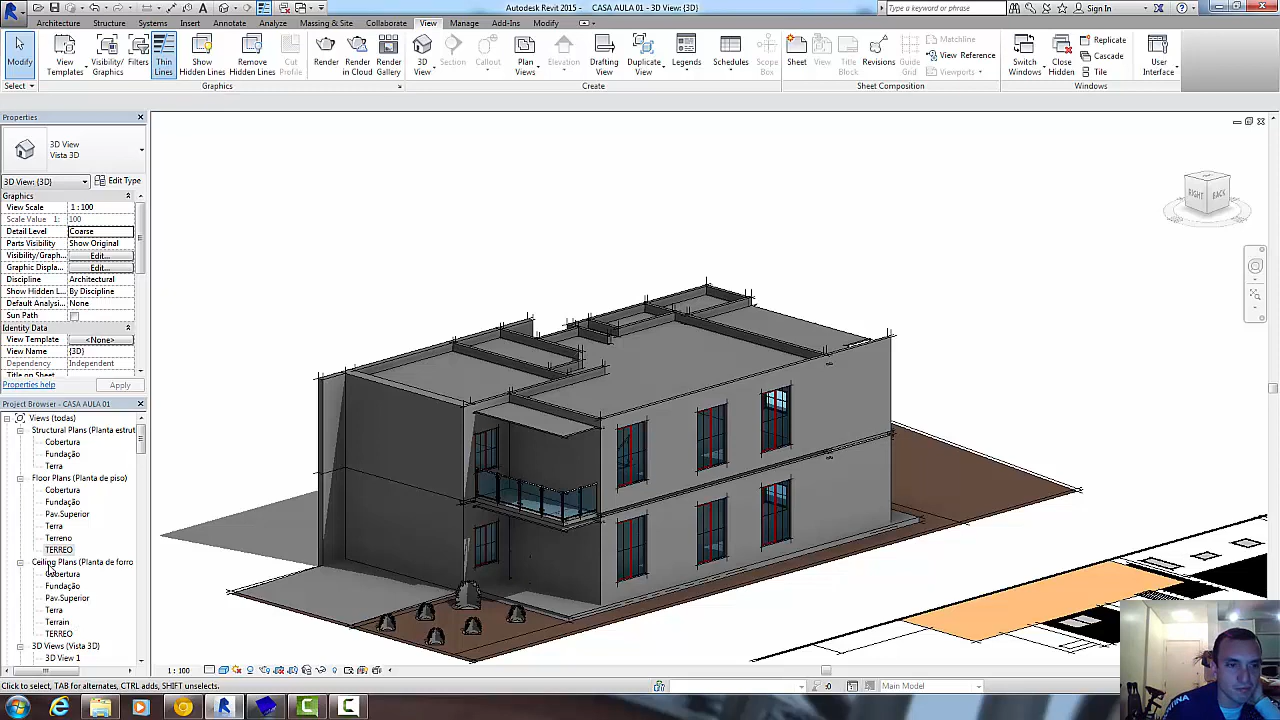 Autodesk Revit 2015 - CASA AULA 01 - 3D View: {3D}
Type a keyword or phrase
Sign In
Architecture Structure Systems Insert Annotate Analyze Massing & Site Collaborate View Manage Add-Ins Modify
Modify
View Templates
Visibility/ Graphics
Filters
Thin Lines
Show Hidden Lines
Remove Hidden Lines
Cut Profile
Render
Render in Cloud
Render Gallery
3D View
Section
Callout
Plan Views
Elevation
Drafting View
Duplicate View
Legends
Schedules
Scope Box
Sheet
View
Title Block
Revisions
Guide Grid
Matchline
View Reference
Viewports
Switch Windows
Close Hidden
Replicate
Cascade
Tile
User Interface
Select Graphics Create Sheet Composition Windows
Properties
3D View
Vista 3D
3D View: {3D} Edit Type
Graphics
View Scale 1 : 100
Scale Value 1: 100
Detail Level Coarse
Parts Visibility Show Original
Visibility/Graph... Edit...
Graphic Displa... Edit...
Discipline Architectural
Show Hidden L... By Discipline
Default Analysi... None
Sun Path
Identity Data
View Template <None>
View Name {3D}
Dependency Independent
Title on Sheet
Properties help Apply
Project Browser - CASA AULA 01
Views (todas)
Structural Plans (Planta estrut
Cobertura
Fundação
Terra
Floor Plans (Planta de piso)
Cobertura
Fundação
Pav.Superior
Terra
Terreno
TERREO
Ceiling Plans (Planta de forro
Cobertura
Fundação
Pav.Superior
Terra
Terrain
TERREO
3D Views (Vista 3D)
3D View 1
RIGHT BACK
1 : 100
Click to select, TAB for alternates, CTRL adds, SHIFT unselects.
:0
Main Model